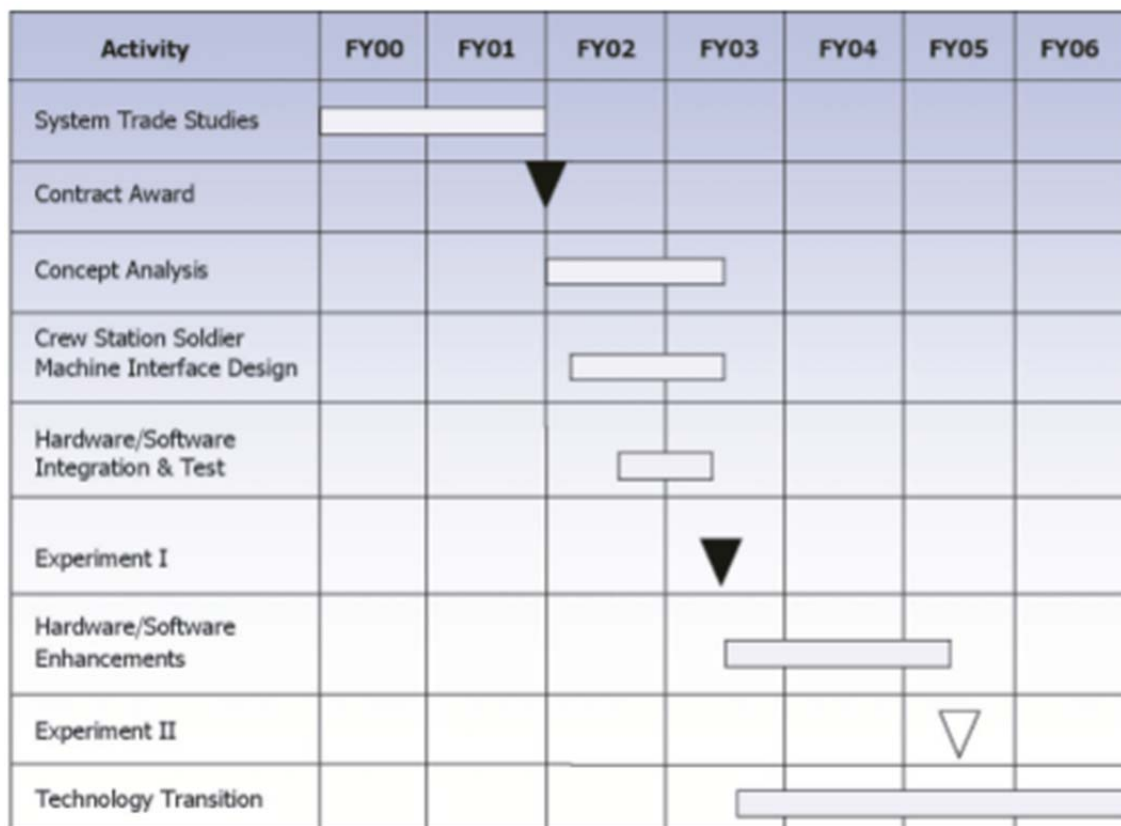 Activity FY00 FY01 FY02 FY03 FY04 FY05 FY06
System Trade Studies
Contract Award
Concept Analysis
Crew Station Soldier
Machine Interface Design
Hardware/Software
Integration & Test
Experiment I
Hardware/Software
Enhancements
Experiment II
Technology Transition